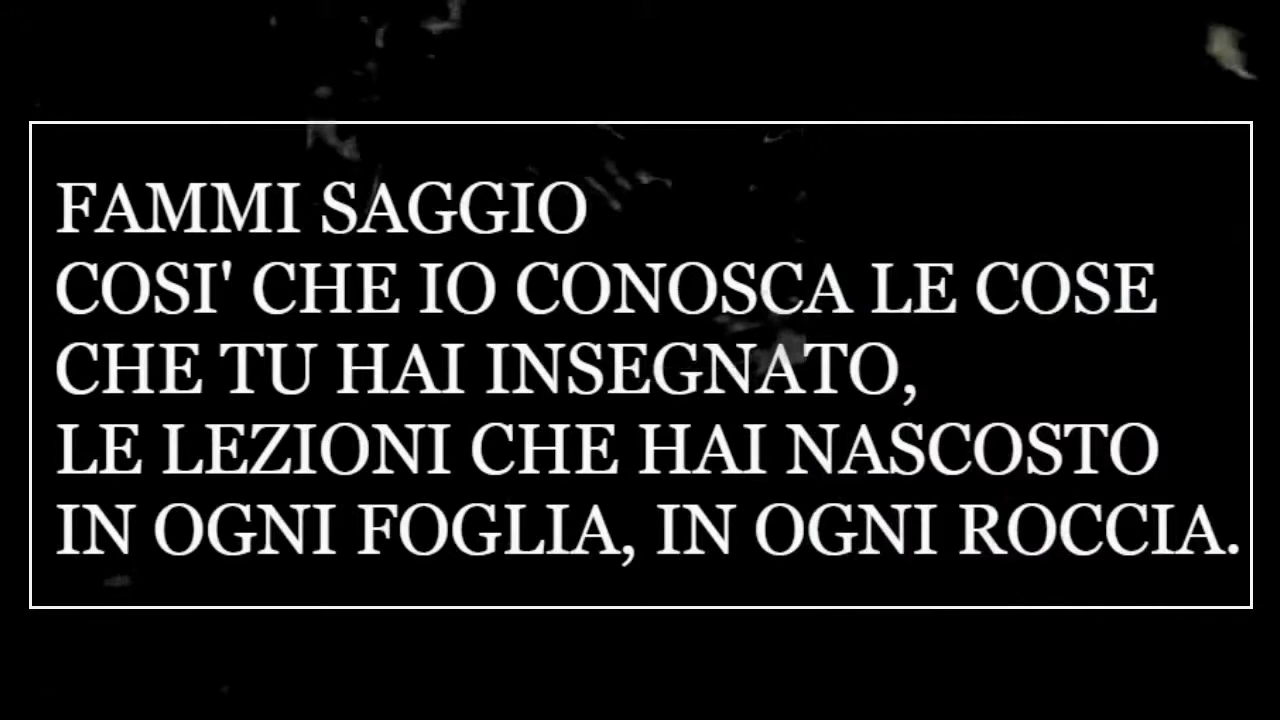 FAMMI SAGGIO
COSI' CHE IO CONOSCA LE COSE
CHE TU HAI INSEGNATO,
LE LEZIONI CHE HAI NASCOSTO
IN OGNI FOGLIA, IN OGNI ROCCIA.